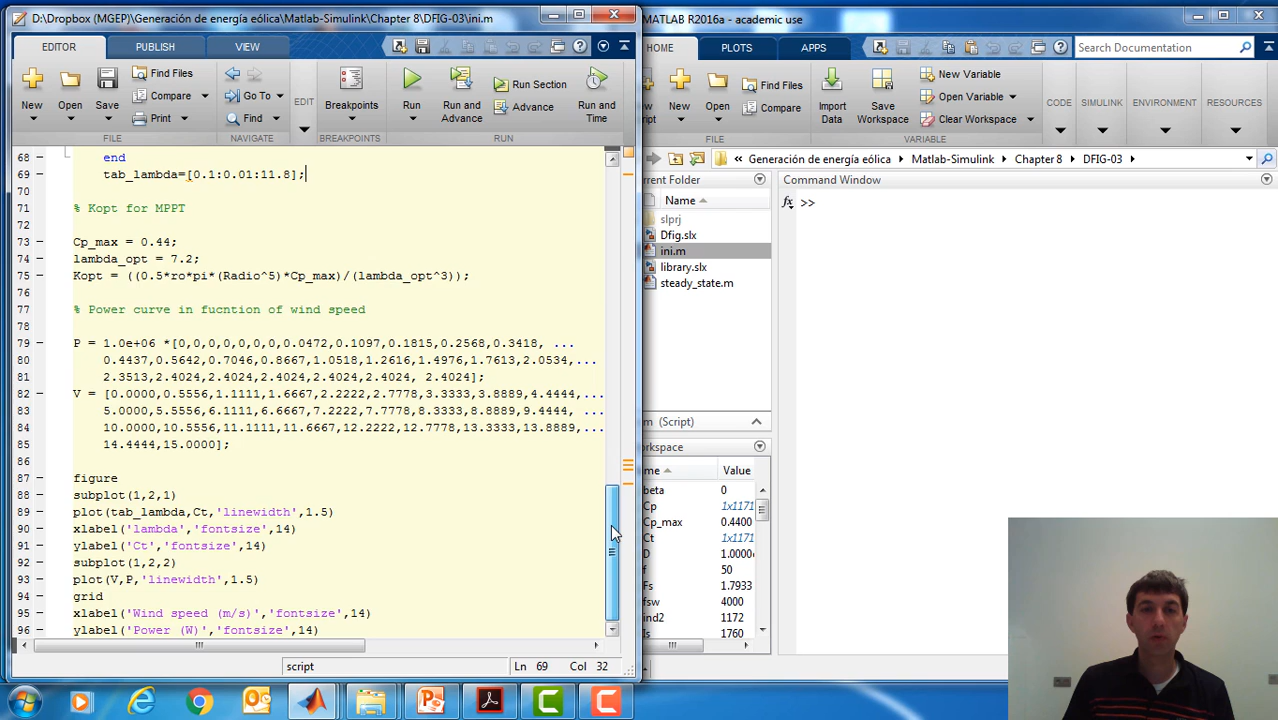 D:\Dropbox (MGEP)\Generación de energía eólica\Matlab-Simulink\Chapter 8\DFIG-03\ini.m
MATLAB R2016a - academic use
EDITOR PUBLISH VIEW
HOME PLOTS APPS
Search Documentation
New Open Save
Find Files
Compare
Print
Go To
Find
EDIT
Breakpoints
Run
Run and Advance
Run Section
Advance
Run and Time
FILE NAVIGATE BREAKPOINTS RUN
New Open
Find Files
Compare
Import Data
Save Workspace
New Variable
Open Variable
Clear Workspace
CODE SIMULINK ENVIRONMENT RESOURCES
FILE VARIABLE
Generación de energía eólica Matlab-Simulink Chapter 8 DFIG-03
68 end
69 tab_lambda=[0.1:0.01:11.8];
70
71 % Kopt for MPPT
72
73 Cp_max = 0.44;
74 lambda_opt = 7.2;
75 Kopt = ((0.5*ro*pi*(Radio^5)*Cp_max)/(lambda_opt^3));
76
77 % Power curve in fucntion of wind speed
78
79 P = 1.0e+06 *[0,0,0,0,0,0,0,0.0472,0.1097,0.1815,0.2568,0.3418, ...
80 0.4437,0.5642,0.7046,0.8667,1.0518,1.2616,1.4976,1.7613,2.0534,...
81 2.3513,2.4024,2.4024,2.4024,2.4024,2.4024, 2.4024];
82 V = [0.0000,0.5556,1.1111,1.6667,2.2222,2.7778,3.3333,3.8889,4.4444,...
83 5.0000,5.5556,6.1111,6.6667,7.2222,7.7778,8.3333,8.8889,9.4444, ...
84 10.0000,10.5556,11.1111,11.6667,12.2222,12.7778,13.3333,13.8889,...
85 14.4444,15.0000];
86
87 figure
88 subplot(1,2,1)
89 plot(tab_lambda,Ct,'linewidth',1.5)
90 xlabel('lambda','fontsize',14)
91 ylabel('Ct','fontsize',14)
92 subplot(1,2,2)
93 plot(V,P,'linewidth',1.5)
94 grid
95 xlabel('Wind speed (m/s)','fontsize',14)
96 ylabel('Power (W)','fontsize',14)
script Ln 69 Col 32
Folder
Name
slprj
Dfig.slx
ini.m
library.slx
steady_state.m
(Script)
Value
beta 0
Cp 1x1171
Cp_max 0.4400
Ct 1x1171
f 50
Fs 1.7933
fsw 4000
ind2 1172
1760
Command Window
fx >>